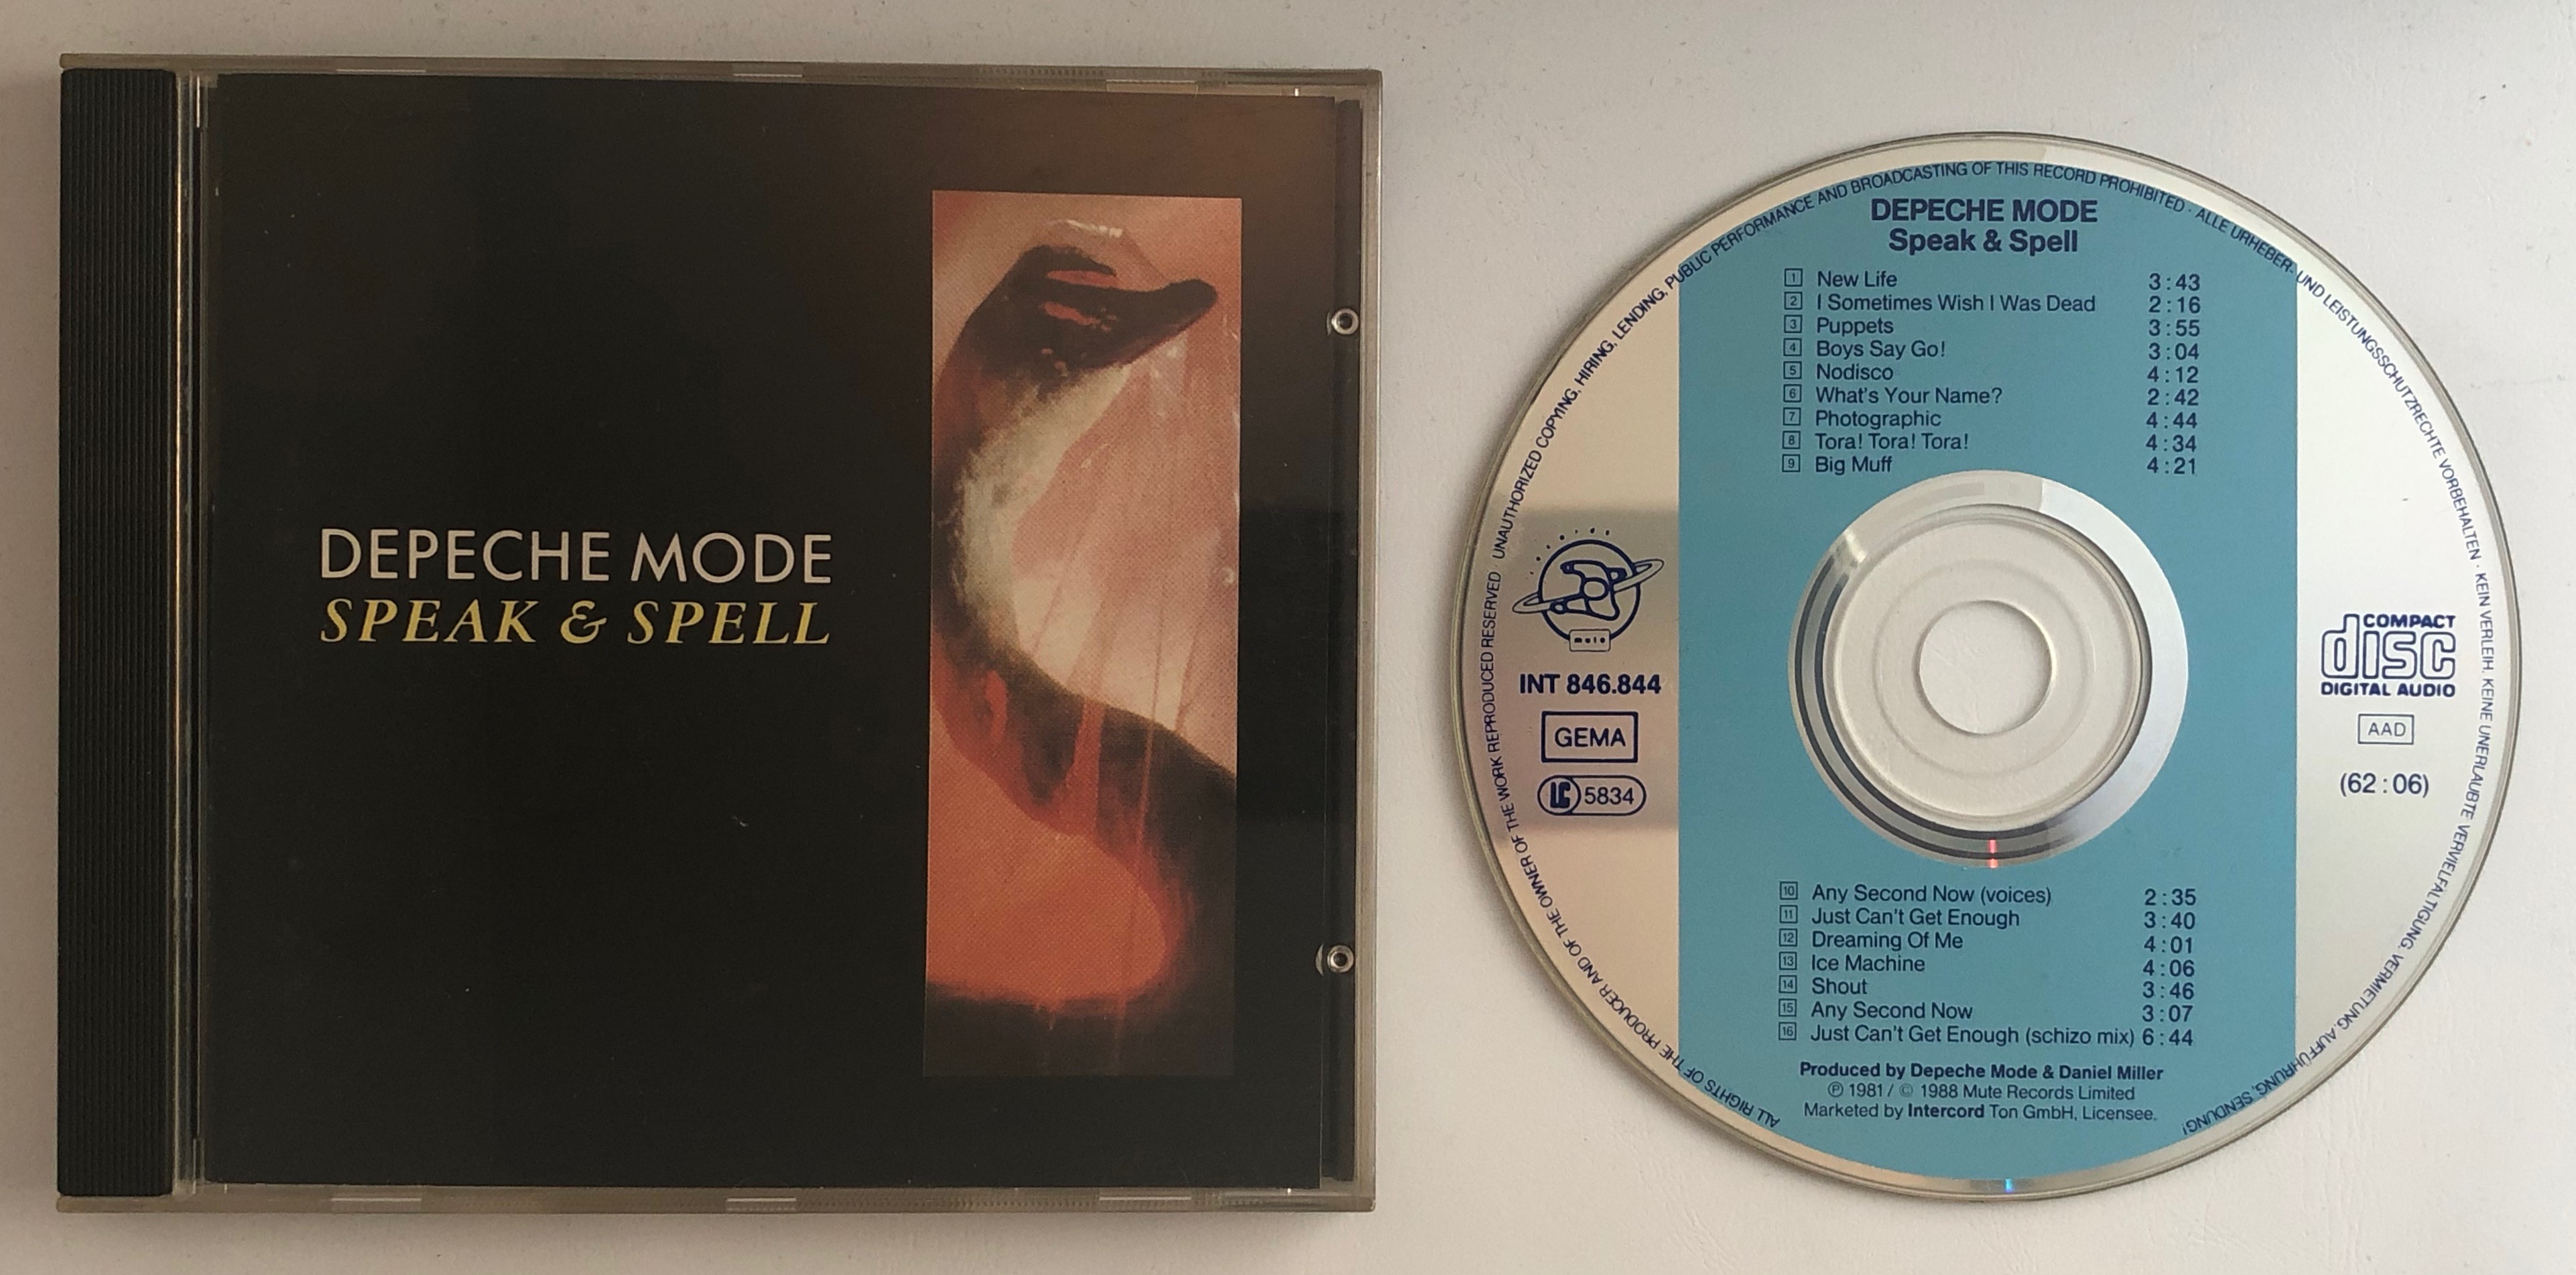 DEPECHE MODE
SPEAK & SPELL
DEPECHE MODE
Speak & Spell
1 New Life 3:43
2 I Sometimes Wish I Was Dead 2:16
3 Puppets 3:55
4 Boys Say Go! 3:04
5 Nodisco 4:12
6 What's Your Name? 2:42
7 Photographic 4:44
8 Tora! Tora! Tora! 4:34
9 Big Muff 4:21
mute
INT 846.844
GEMA
LC 5834
COMPACT
disc
DIGITAL AUDIO
AAD
(62:06)
10 Any Second Now (voices) 2:35
11 Just Can't Get Enough 3:40
12 Dreaming Of Me 4:01
13 Ice Machine 4:06
14 Shout 3:46
15 Any Second Now 3:07
16 Just Can't Get Enough (schizo mix) 6:44
Produced by Depeche Mode & Daniel Miller
℗ 1981/ © 1988 Mute Records Limited
Marketed by Intercord Ton GmbH, Licensee.
ALL RIGHTS OF THE PRODUCER AND OF THE OWNER OF THE WORK REPRODUCED RESERVED · UNAUTHORIZED COPYING, HIRING, LENDING, PUBLIC PERFORMANCE AND BROADCASTING OF THIS RECORD PROHIBITED · ALLE URHEBER- UND LEISTUNGSSCHUTZRECHTE VORBEHALTEN · KEIN VERLEIH, KEINE UNERLAUBTE VERVIELFÄLTIGUNG, VERMIETUNG, AUFFÜHRUNG, SENDUNG!